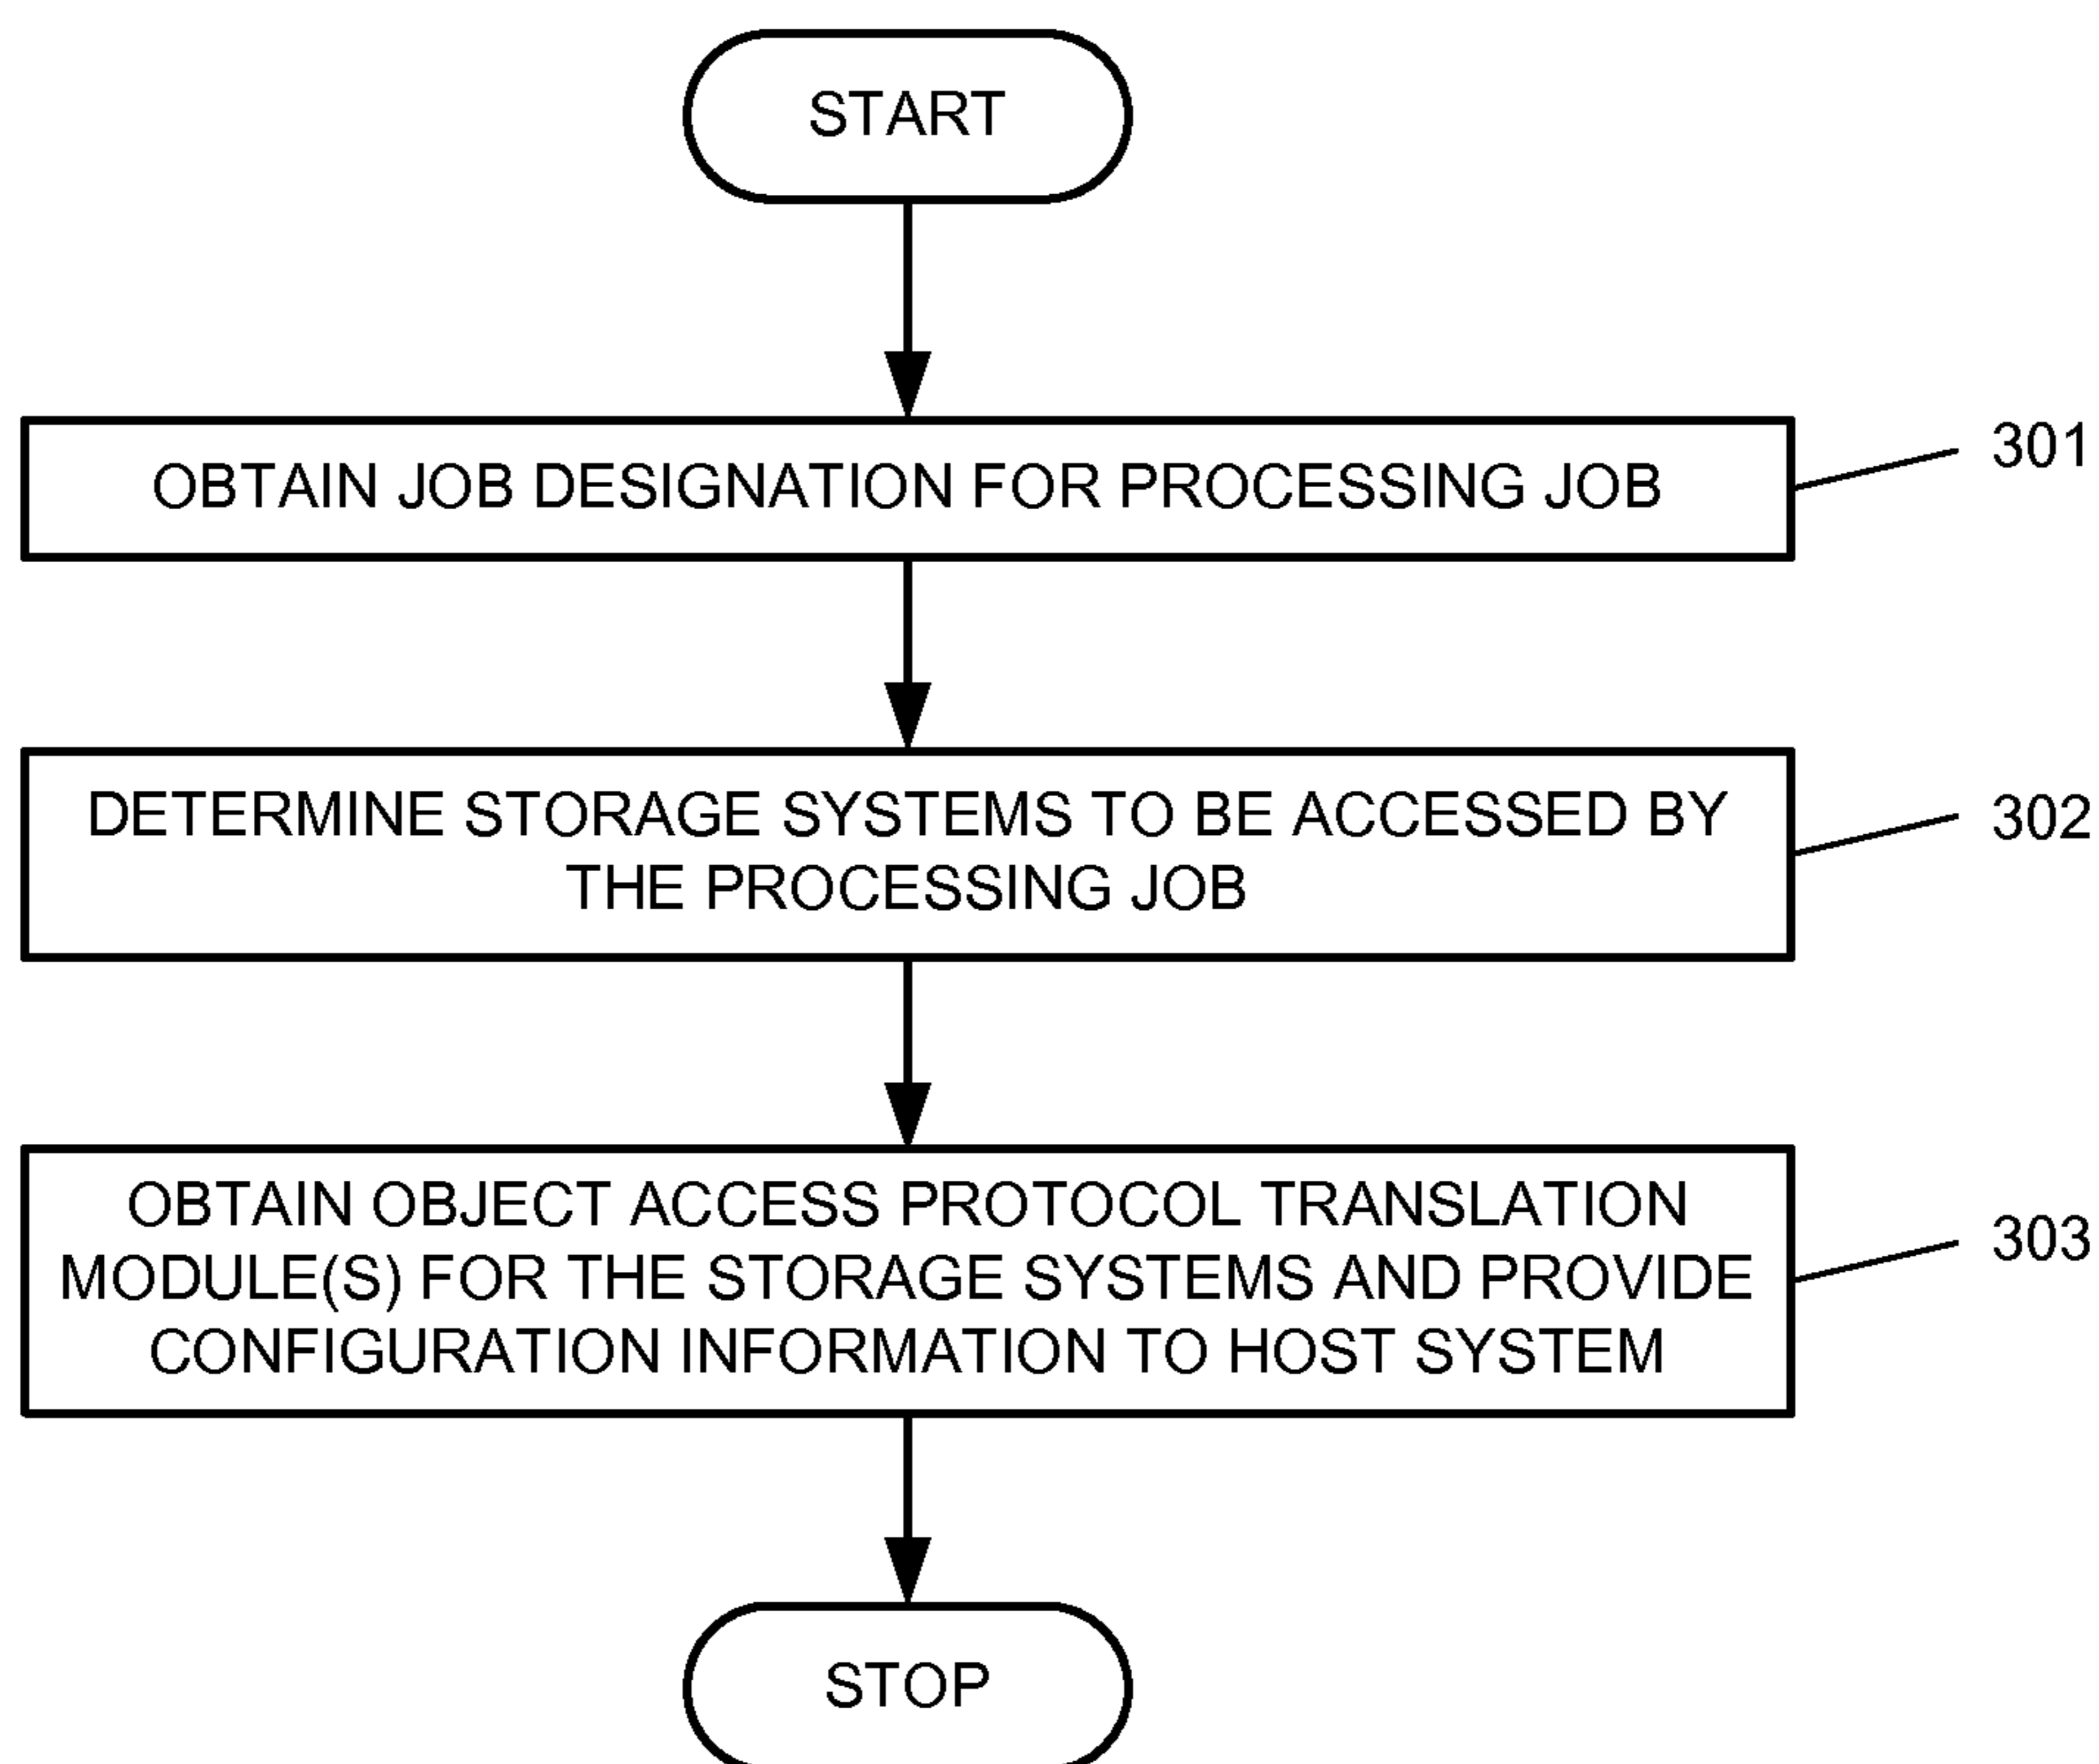 START
OBTAIN JOB DESIGNATION FOR PROCESSING JOB
301
DETERMINE STORAGE SYSTEMS TO BE ACCESSED BY
THE PROCESSING JOB
302
OBTAIN OBJECT ACCESS PROTOCOL TRANSLATION
MODULE(S) FOR THE STORAGE SYSTEMS AND PROVIDE
CONFIGURATION INFORMATION TO HOST SYSTEM
303
STOP